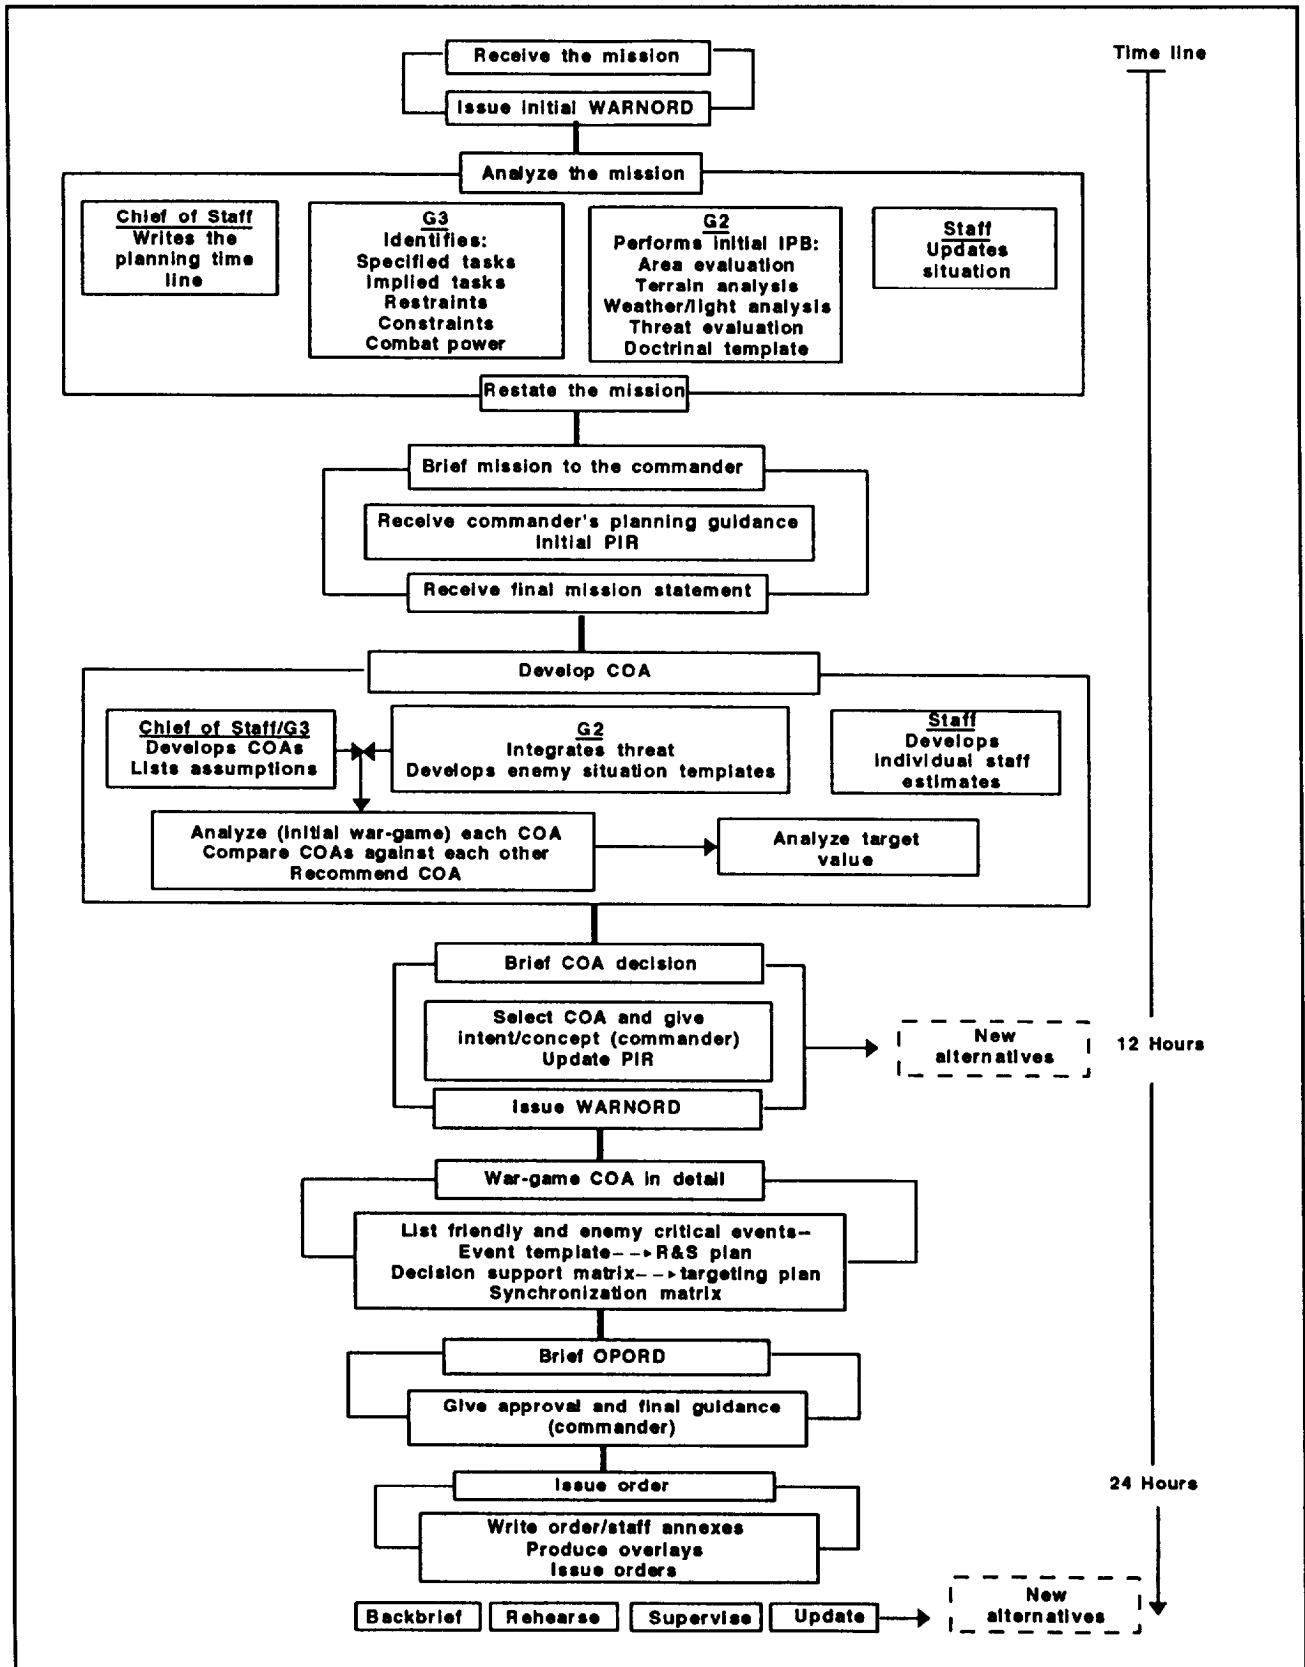 Receive the mission
Time line
Issue initial WARNORD
Analyze the mission
Chief of Staff
Writes the
planning time
line
G3
Identifies:
Specified tasks
Implied tasks
Restraints
Constraints
Combat power
G2
Performs initial IPB:
Area evaluation
Terrain analysis
Weather/light analysis
Threat evaluation
Doctrinal template
Staff
Updates
situation
Restate the mission
Brief mission to the commander
Receive commander's planning guidance
Initial PIR
Receive final mission statement
Develop COA
Chief of Staff/G3
Develops COAs
Lists assumptions
G2
Integrates threat
Develops enemy situation templates
Staff
Develops
individual staff
estimates
Analyze (initial war-game) each COA
Compare COAs against each other
Recommend COA
Analyze target
value
Brief COA decision
Select COA and give
intent/concept (commander)
Update PIR
New
alternatives
12 Hours
Issue WARNORD
War-game COA in detail
List friendly and enemy critical events--
Event template--→R&S plan
Decision support matrix--→targeting plan
Synchronization matrix
Brief OPORD
Give approval and final guidance
(commander)
Issue order
24 Hours
Write order/staff annexes
Produce overlays
Issue orders
Backbrief
Rehearse
Supervise
Update
New
alternatives